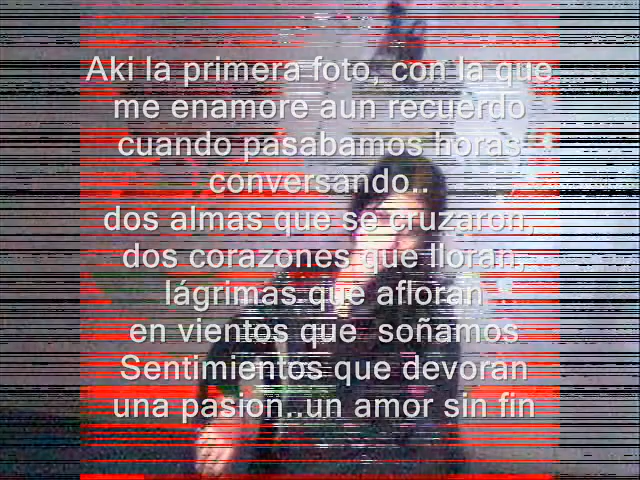 Aki la primera foto, con la que
me enamore aun recuerdo
cuando pasabamos horas
conversando..
dos almas que se cruzaron,
dos corazones que lloran,
lágrimas que afloran
en vientos que soñamos
Sentimientos que devoran
una pasion..un amor sin fin